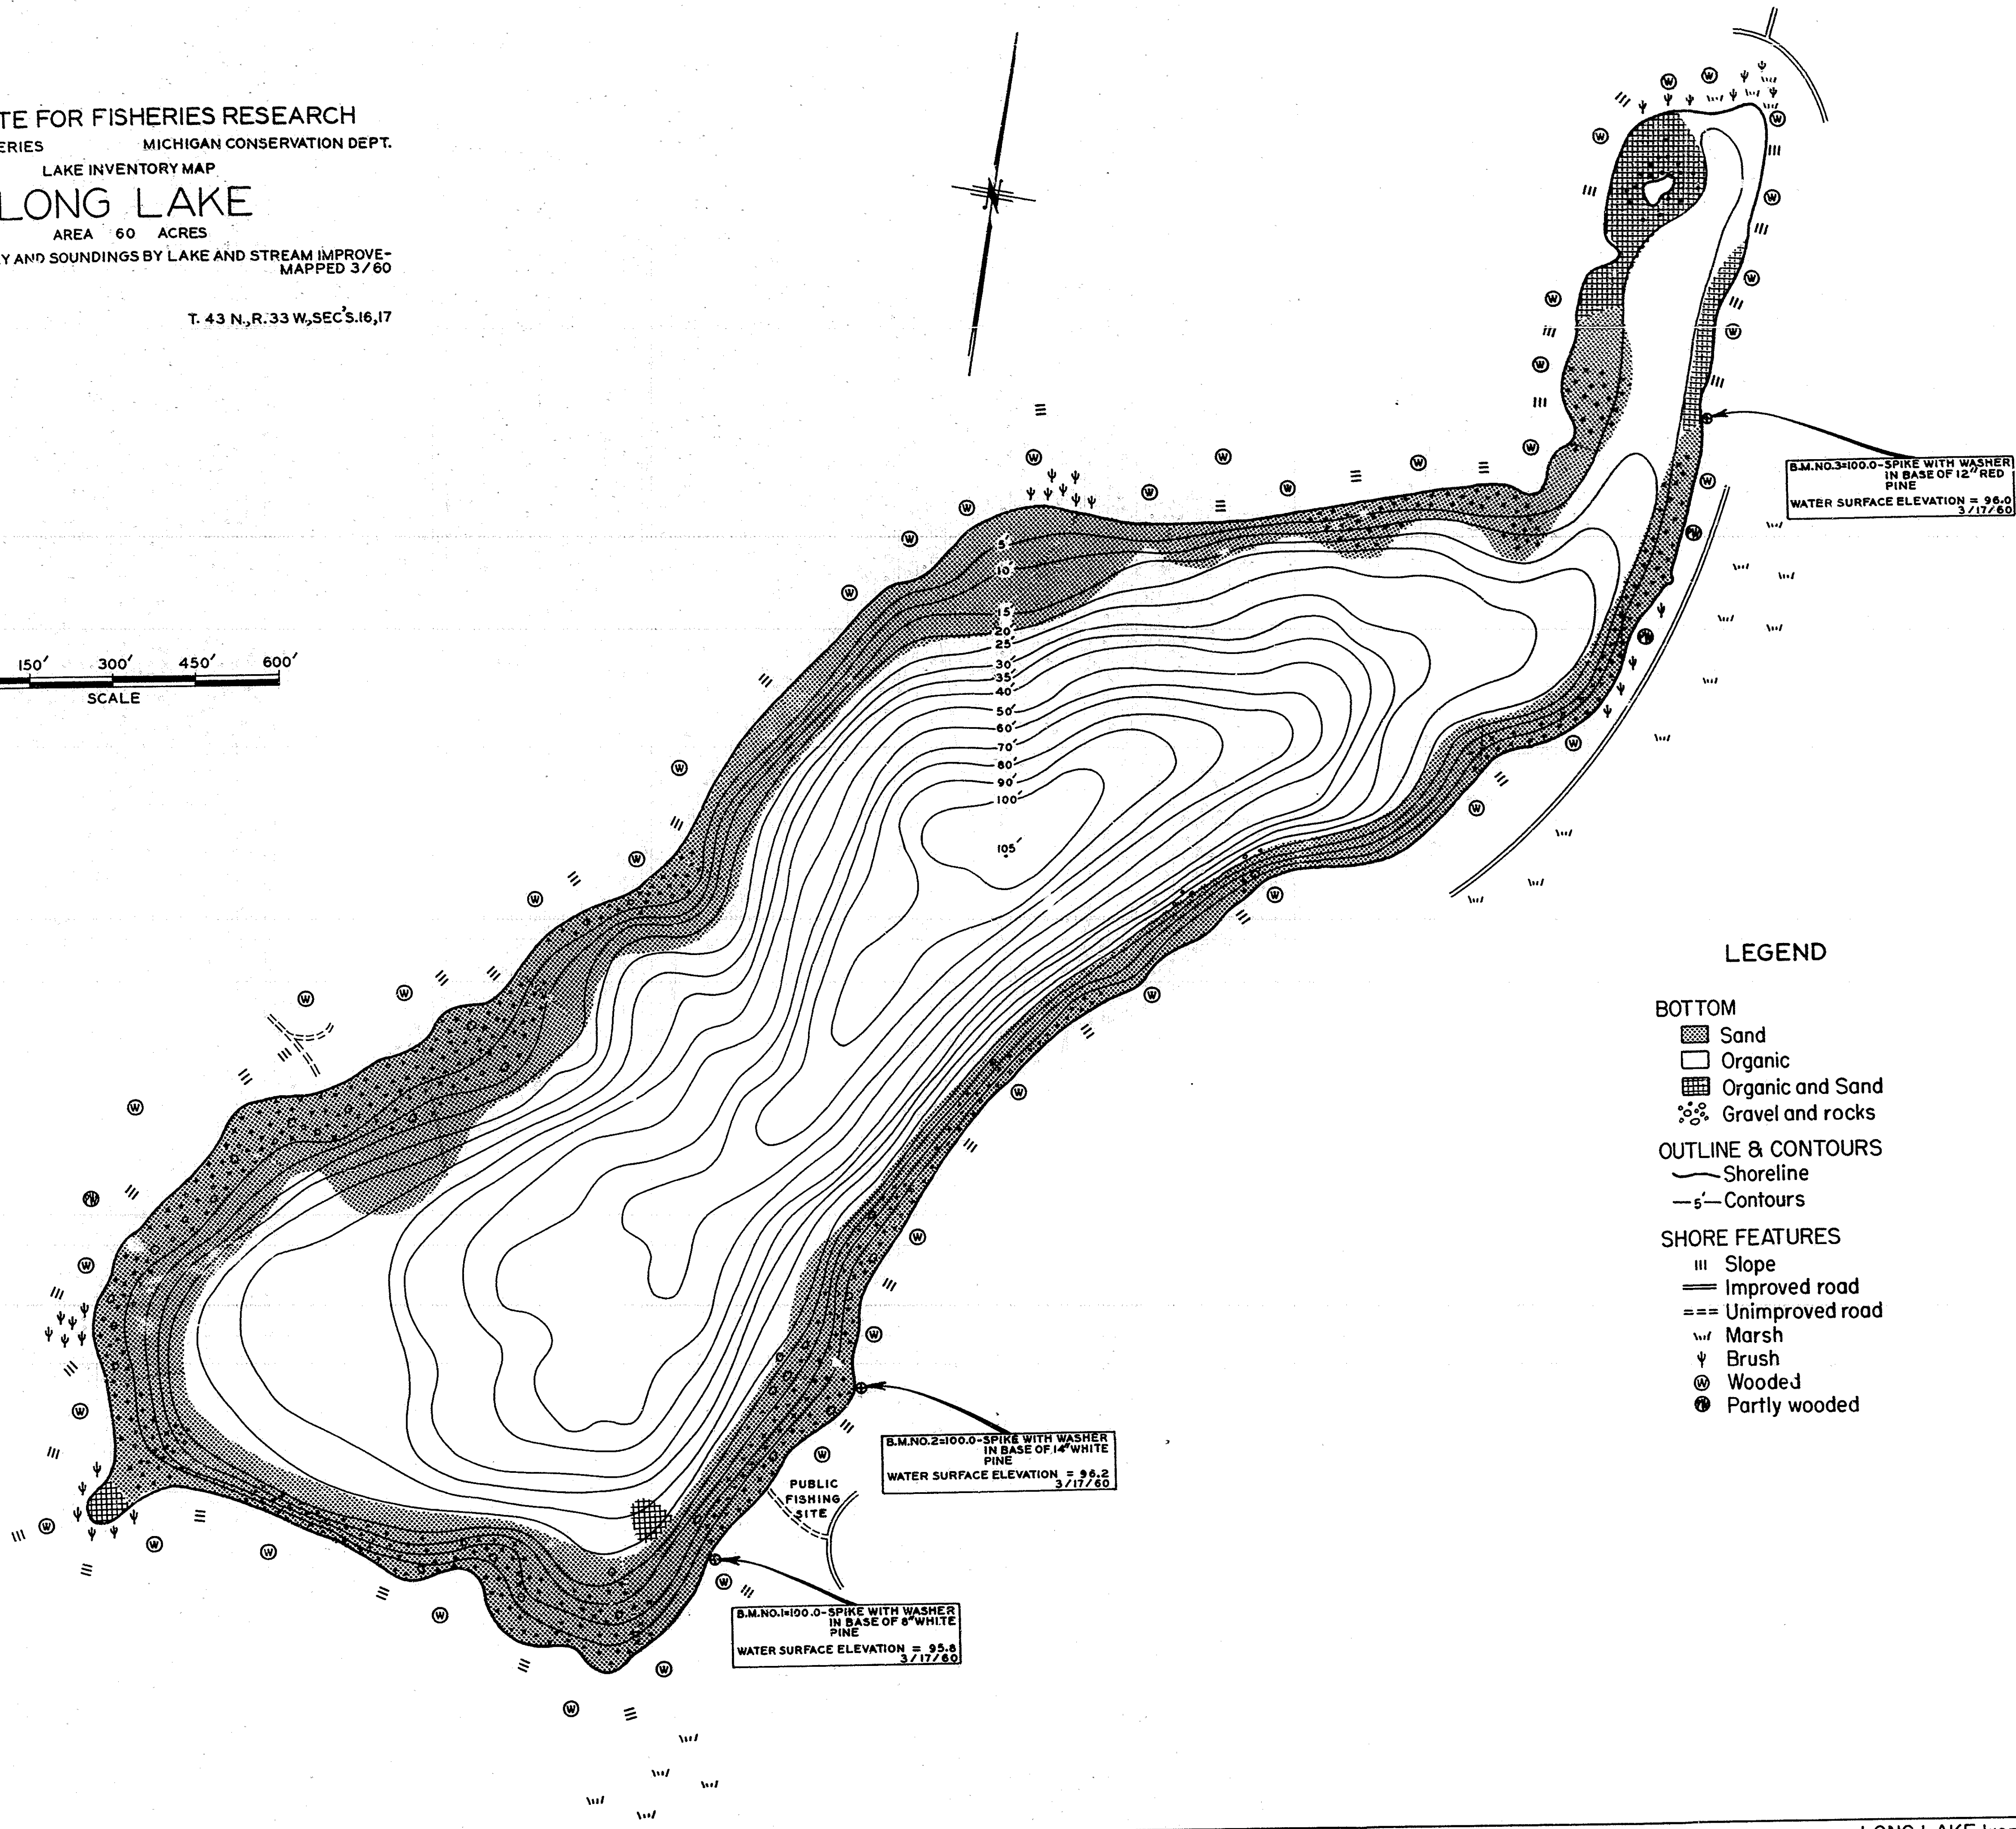 TE FOR FISHERIES RESEARCH
ERIES MICHIGAN CONSERVATION DEPT.
LAKE INVENTORY MAP
LONG LAKE
AREA 60 ACRES
Y AND SOUNDINGS BY LAKE AND STREAM IMPROVE-
MAPPED 3/60
T. 43 N., R. 33 W., SEC'S. 16, 17
150' 300' 450' 600'
SCALE
N
B.M. NO. 3=100.0-SPIKE WITH WASHER
IN BASE OF 12" RED
PINE
WATER SURFACE ELEVATION = 96.0
3/17/60
5'
10'
15'
20'
25'
30'
35'
40'
50'
60'
70'
80'
90'
100'
105'
LEGEND
BOTTOM
Sand
Organic
Organic and Sand
Gravel and rocks
OUTLINE & CONTOURS
Shoreline
5' Contours
SHORE FEATURES
Slope
Improved road
Unimproved road
Marsh
Brush
W Wooded
Partly wooded
B.M. NO. 2=100.0-SPIKE WITH WASHER
IN BASE OF 14" WHITE
PINE
WATER SURFACE ELEVATION = 96.2
3/17/60
PUBLIC
FISHING
SITE
B.M. NO. 1=100.0-SPIKE WITH WASHER
IN BASE OF 8" WHITE
PINE
WATER SURFACE ELEVATION = 95.8
3/17/60
LONG LAKE